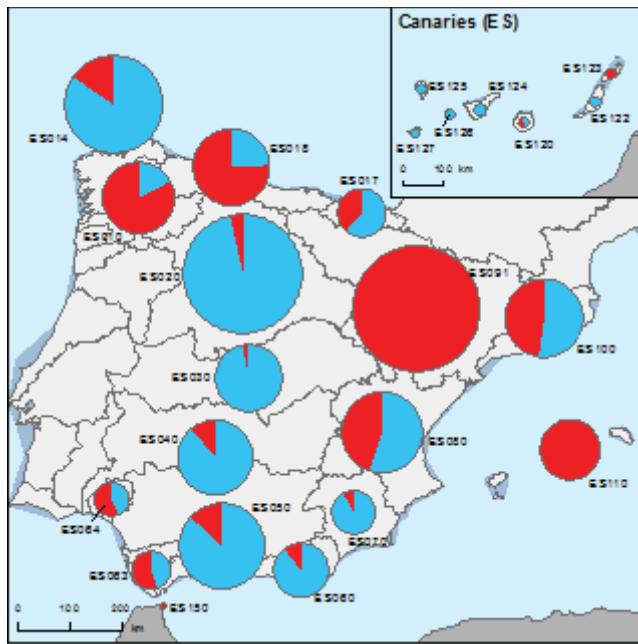 Canaries (ES)
ES123
ES125
ES124
ES122
ES126
ES120
ES127
0 100 km
ES014
ES018
ES017
ES010
ES020
ES091
ES100
ES030
ES040
ES080
ES110
ES064
ES050
ES070
ES063
ES060
ES150
0 100 200
km